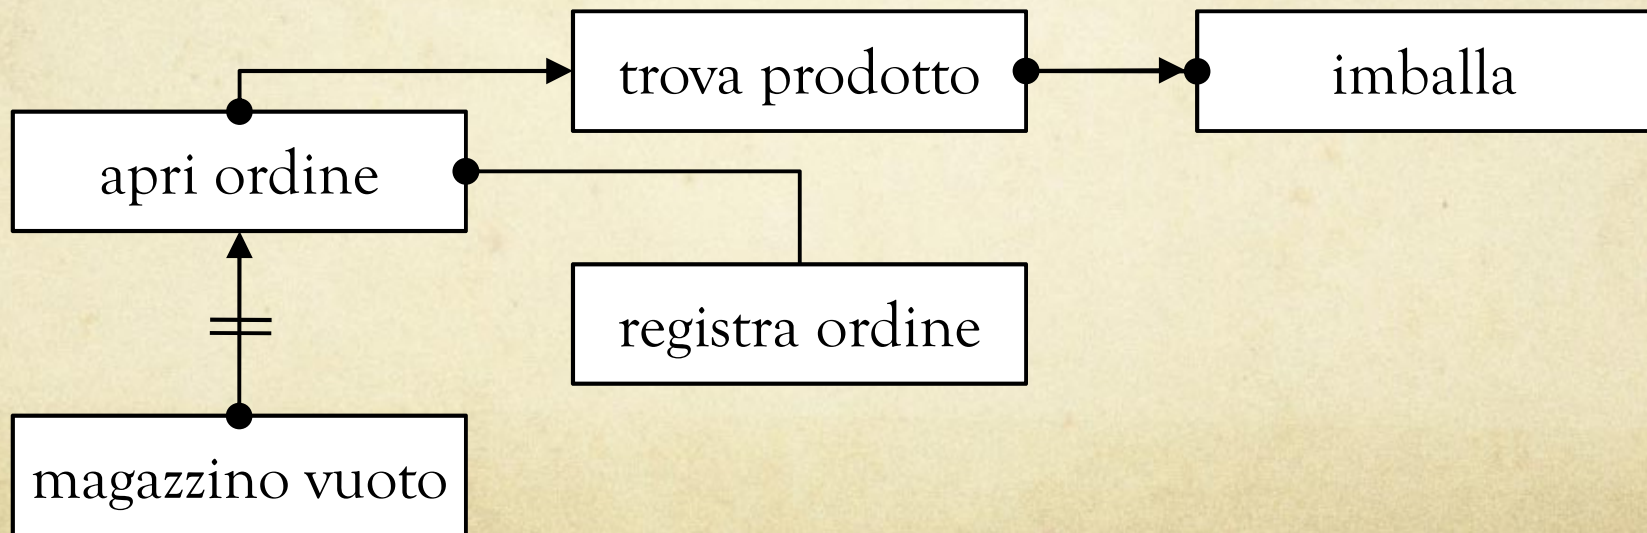 trova prodotto
imballa
apri ordine
registra ordine
magazzino vuoto